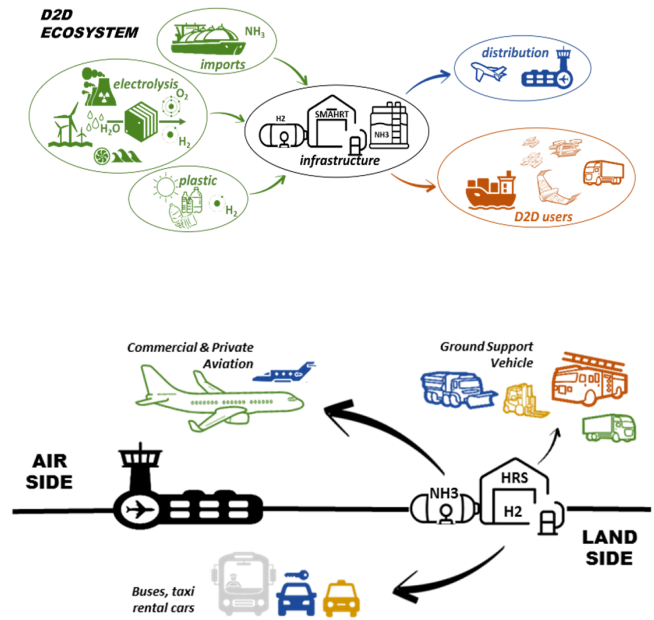 D2D
ECOSYSTEM
NH3
imports
electrolysis
O2
H2O
H2
plastic
H2
H2
SMAHRT
NH3
infrastructure
distribution
D2D users
Commercial & Private
Aviation
Ground Support
Vehicle
AIR
SIDE
NH3
HRS
H2
LAND
SIDE
Buses, taxi
rental cars